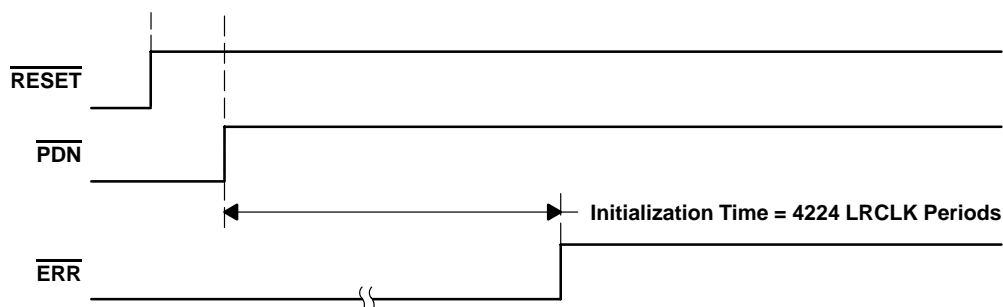 RESET
PDN
Initialization Time = 4224 LRCLK Periods
ERR